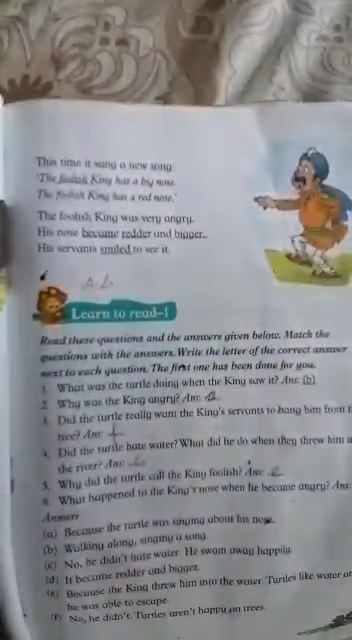 This time it sang a new song:
'The foolish King has a big nose
The foolish King has a red nose.'
The foolish King was very angry.
His nose became redder and bigger.
His servants smiled to see it.
Learn to read-1
Read these questions and the answers given below. Match the
questions with the answers. Write the letter of the correct answer
next to each question. The first one has been done for you.
1. What was the turtle doing when the King saw it? Ans: (b)
2. Why was the King angry? Ans:
3. Did the turtle really want the King's servants to hang him from
tree? Ans:
4. Did the turtle hate water? What did he do when they threw him
the river? Ans:
5. Why did the turtle call the King foolish? Ans: e
6. What happened to the King's nose when he became angry? Ans:
Answers
(a) Because the turtle was singing about his nose.
(b) Walking along, singing a song.
(c) No, he didn't hate water. He swam away happily.
(d) It became redder and bigger.
(e) Because the King threw him into the water. Turtles like water
he was able to escape.
(f) No, he didn't. Turtles aren't happy on trees.